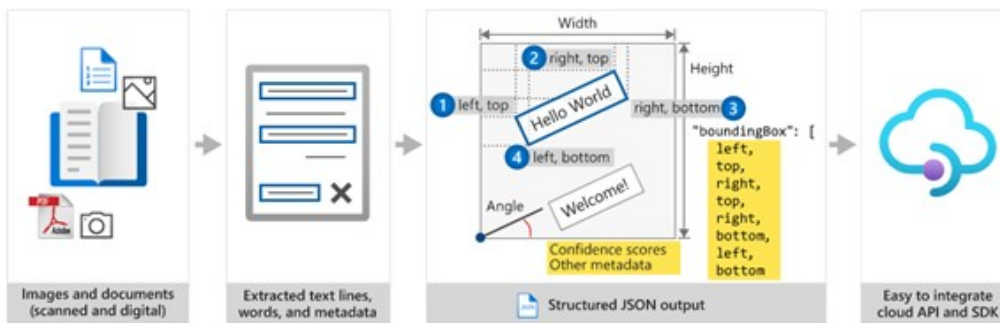 PDF
Adobe
Images and documents
(scanned and digital)
Extracted text lines,
words, and metadata
Width
Height
2 right, top
1 left, top
Hello World
right, bottom 3
4 left, bottom
Angle
Welcome!
Confidence scores
Other metadata
"boundingBox": [
left,
top,
right,
top,
right,
bottom,
left,
bottom
Structured JSON output
Easy to integrate
cloud API and SDK